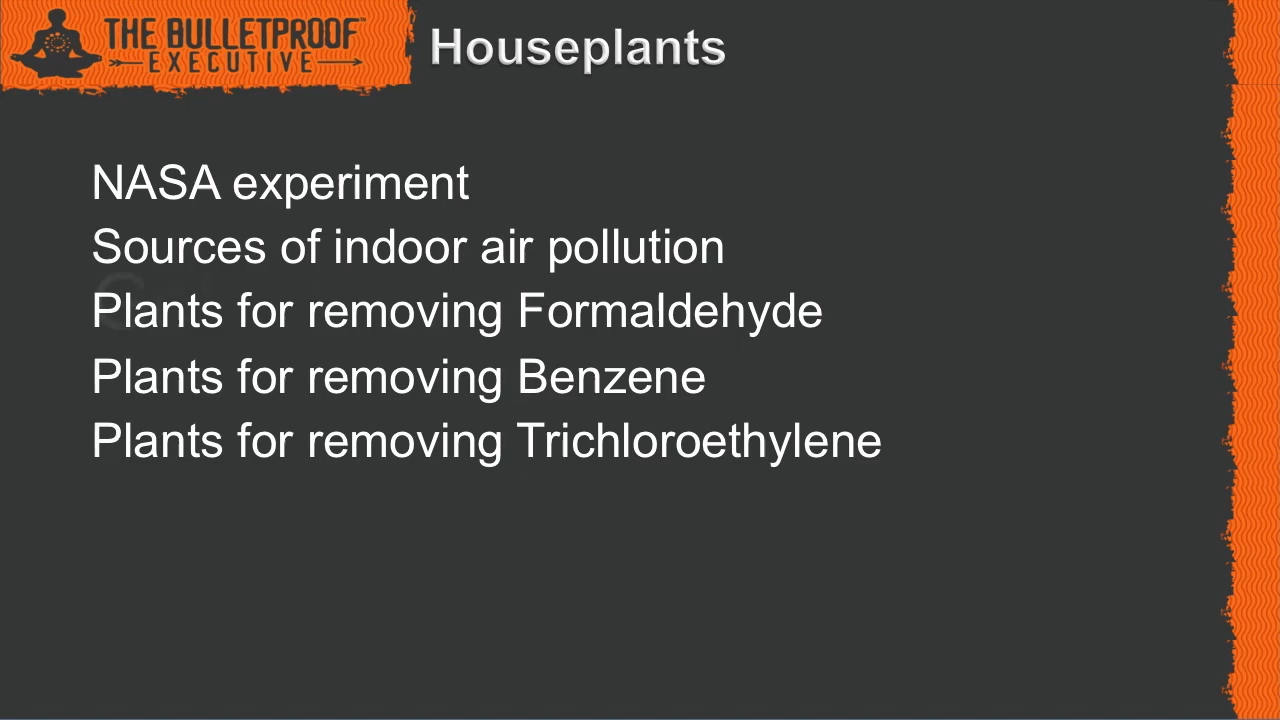 THE BULLETPROOF™
EXECUTIVE
Houseplants
NASA experiment
Sources of indoor air pollution
Plants for removing Formaldehyde
Plants for removing Benzene
Plants for removing Trichloroethylene